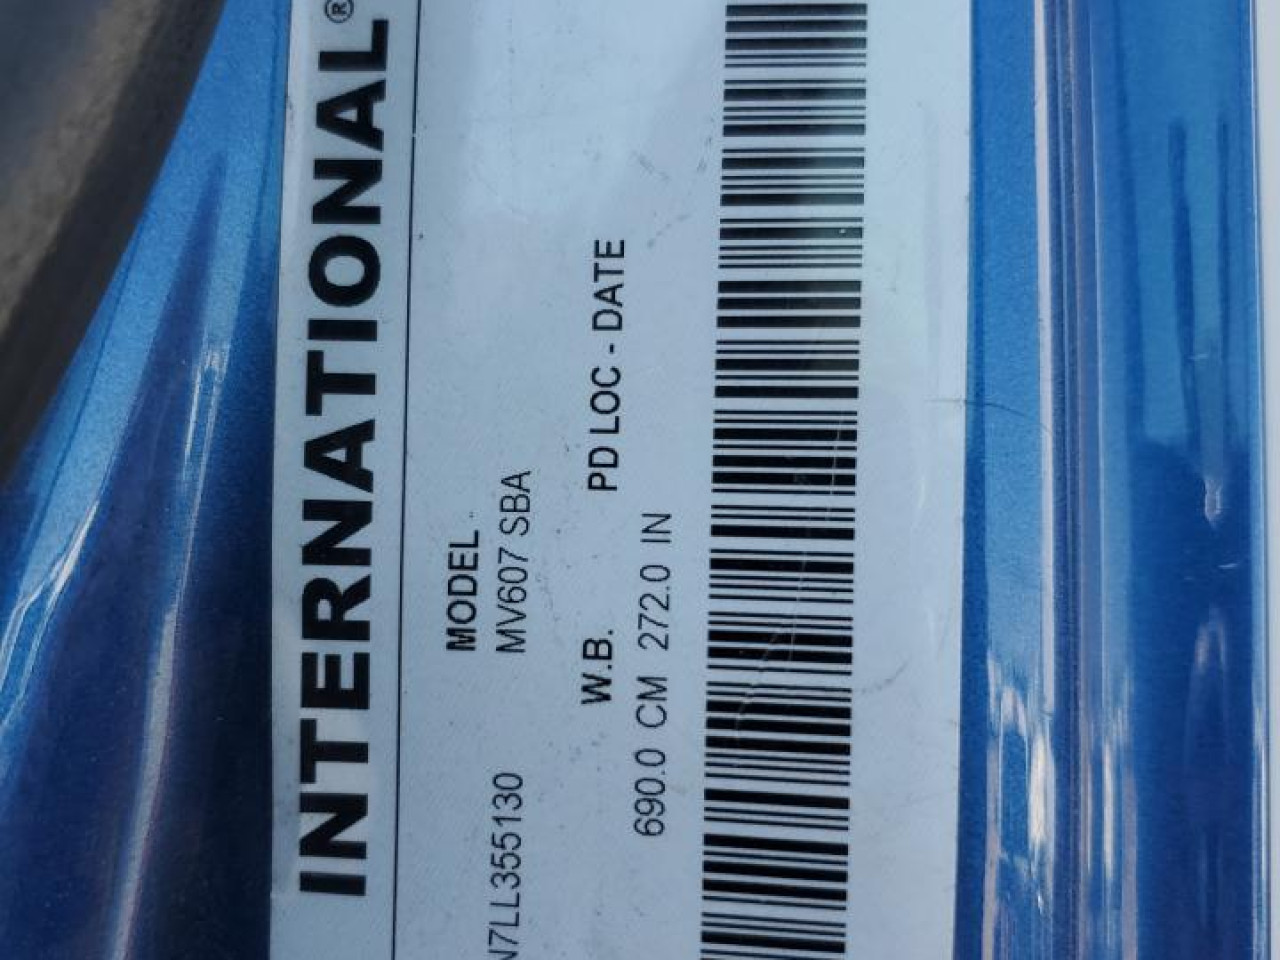 INTERNATIONAL®
MODEL
N7LL355130 MV607 SBA
W.B. PD LOC - DATE
690.0 CM 272.0 IN